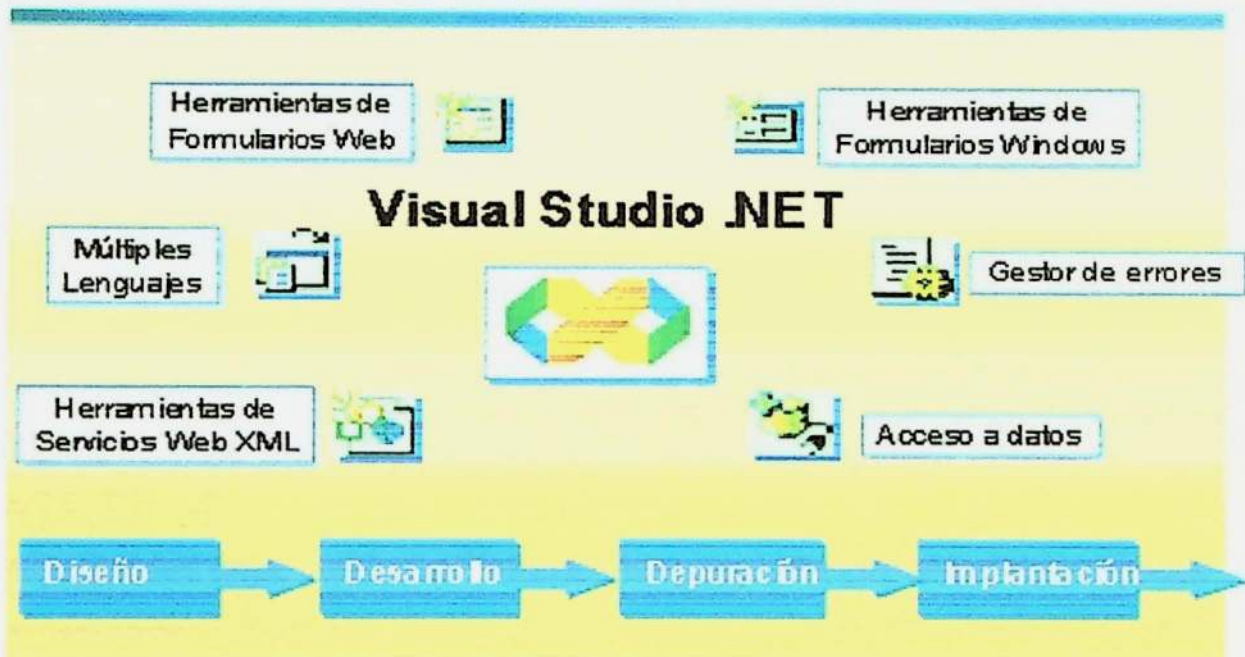 Herramientas de
Formularios Web
Herramientas de
Formularios Windows
Visual Studio .NET
Múltiples
Lenguajes
Gestor de errores
Herramientas de
Servicios Web XML
Acceso a datos
Diseño
Desarrollo
Depuración
Implantación